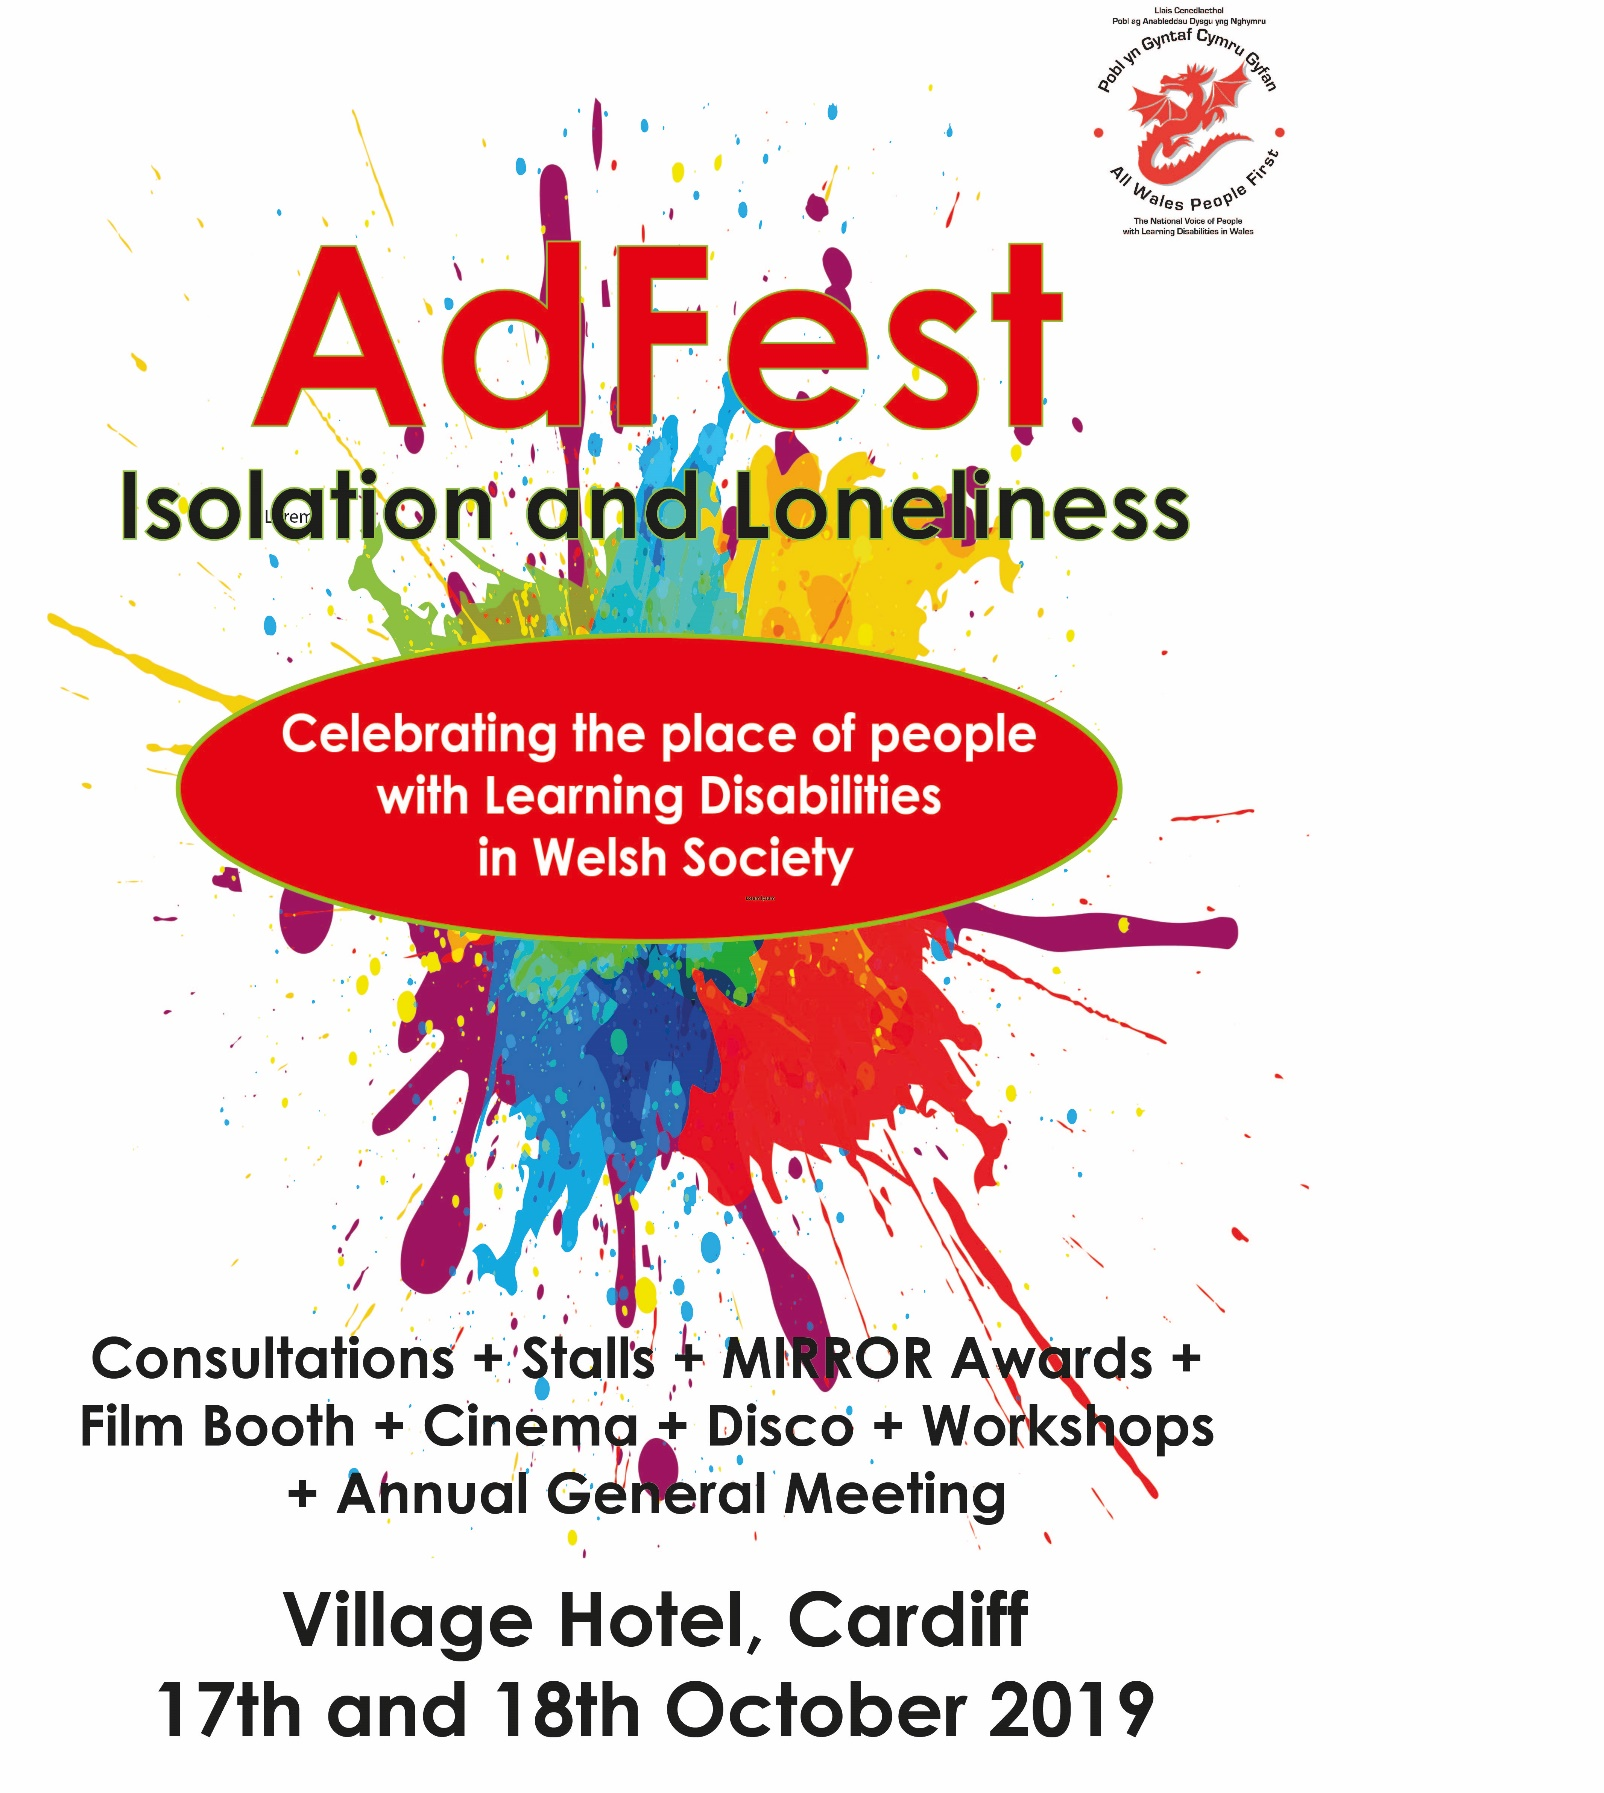 Llais Cenedlaethol
Pobl ag Anableddau Dysgu yng Nghymru
Pobl yn Gyntaf Cymru Gyfan
All Wales People First
The National Voice of People
with Learning Disabilities in Wales
AdFest
Isolation and Loneliness
Lorem
Celebrating the place of people
with Learning Disabilities
in Welsh Society
Consultations + Stalls + MIRROR Awards +
Film Booth + Cinema + Disco + Workshops
+ Annual General Meeting
Village Hotel, Cardiff
17th and 18th October 2019